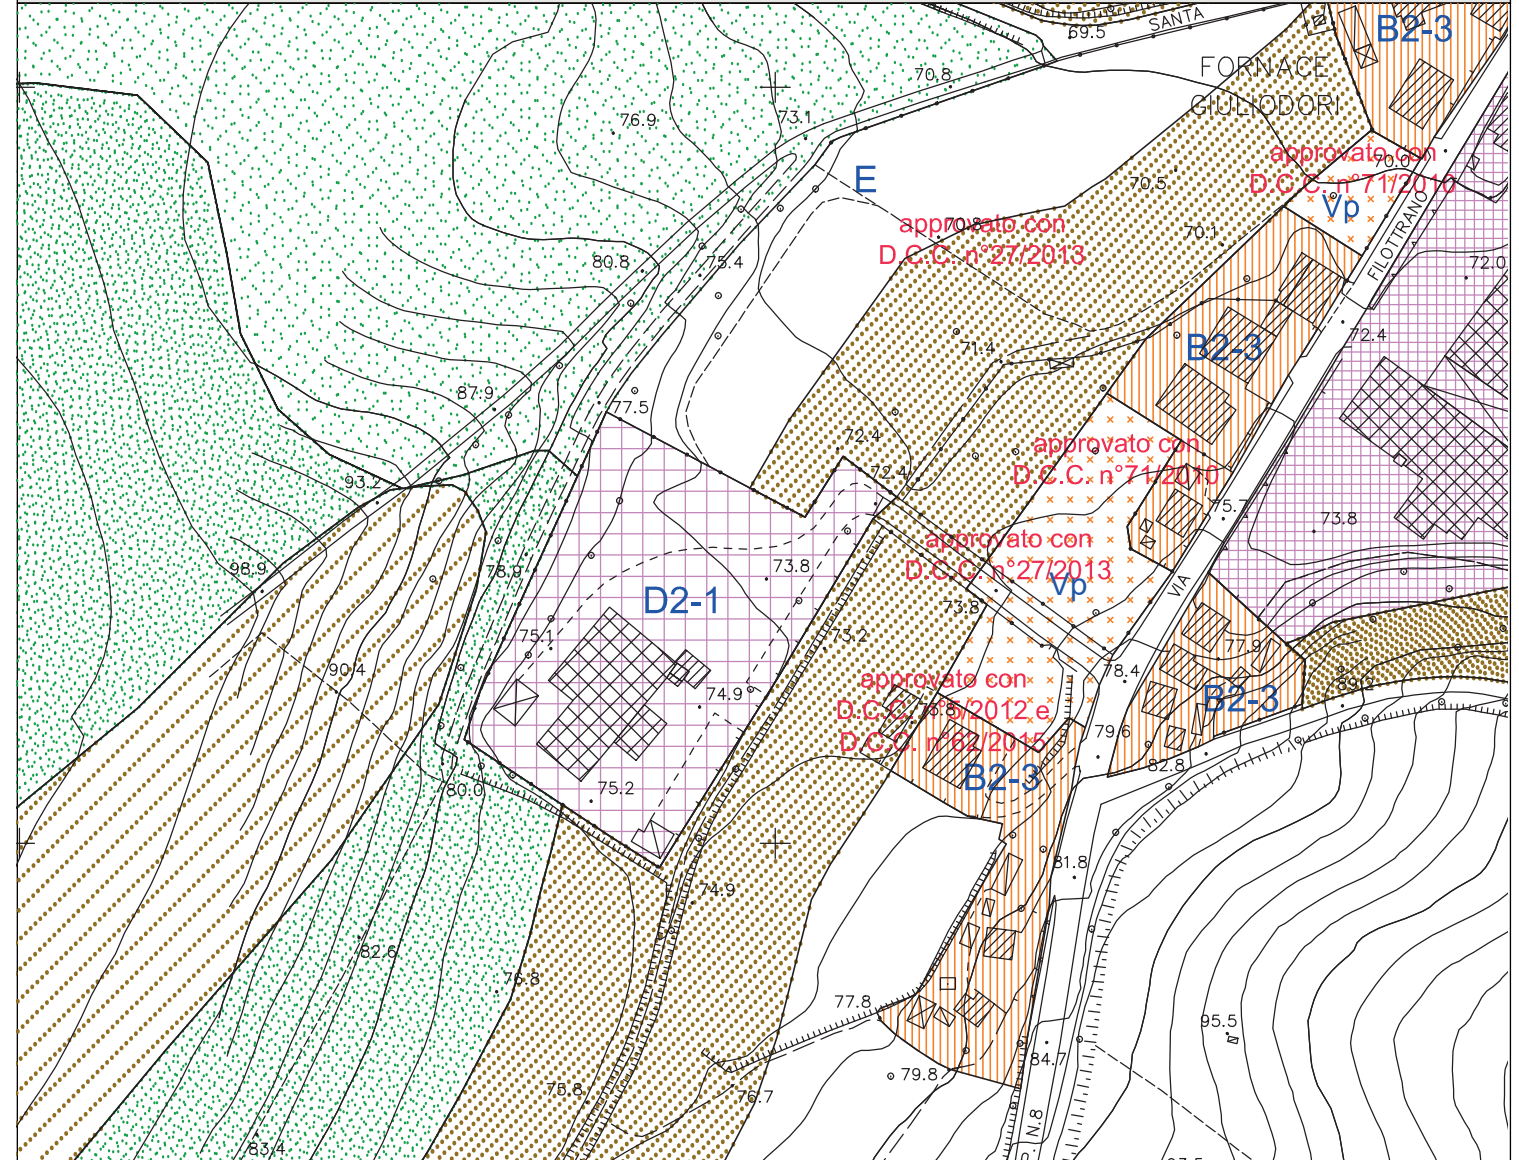 SANTA
69.5
B2-3
FORNACE
GIULIODORI
70.8
73.1
76.9
approvato con
D.C.C. n°71/2010
70.0
Vp
E
70.5
FILOTTRANO
approvato con
D.C.C. n°27/2013
70.8
70.1
80.8
75.4
72.0
72.4
B2-3
71.4
87.9
77.5
72.4
approvato con
D.C.C. n°71/2010
72.4
93.2
75.7
73.8
approvato con
D.C.C. n°27/2013
98.9
78.9
73.8
Vp
VIA
D2-1
73.8
73.2
75.1
77.9
90.4
78.4
approvato con
D.C.C. n°5/2012 e
D.C.C. n°62/2015
74.9
B2-3
79.6
82.8
B2-3
80.0
75.2
81.8
74.9
82.6
76.8
77.8
95.5
84.7
79.8
75.8
76.7
N.8
83.4